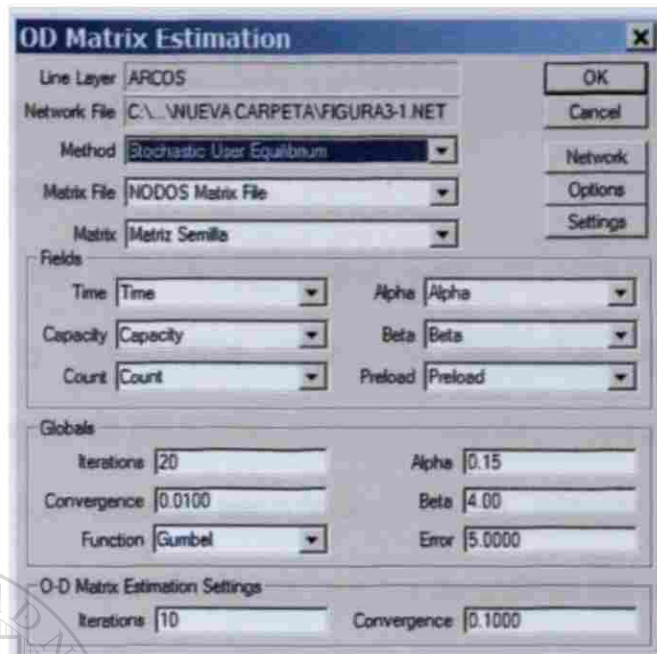 OD Matrix Estimation
Line Layer ARCOS
OK
Network File C:\...\NUEVA CARPETA\FIGURA3-1.NET
Cancel
Method Stochastic User Equilibrium
Network
Matrix File NODOS Matrix File
Options
Matrix Matriz Semilla
Settings
Fields
Time Time
Alpha Alpha
Capacity Capacity
Beta Beta
Count Count
Preload Preload
Globals
Iterations 20
Alpha 0.15
Convergence 0.0100
Beta 4.00
Function Gumbel
Error 5.0000
O-D Matrix Estimation Settings
Iterations 10
Convergence 0.1000